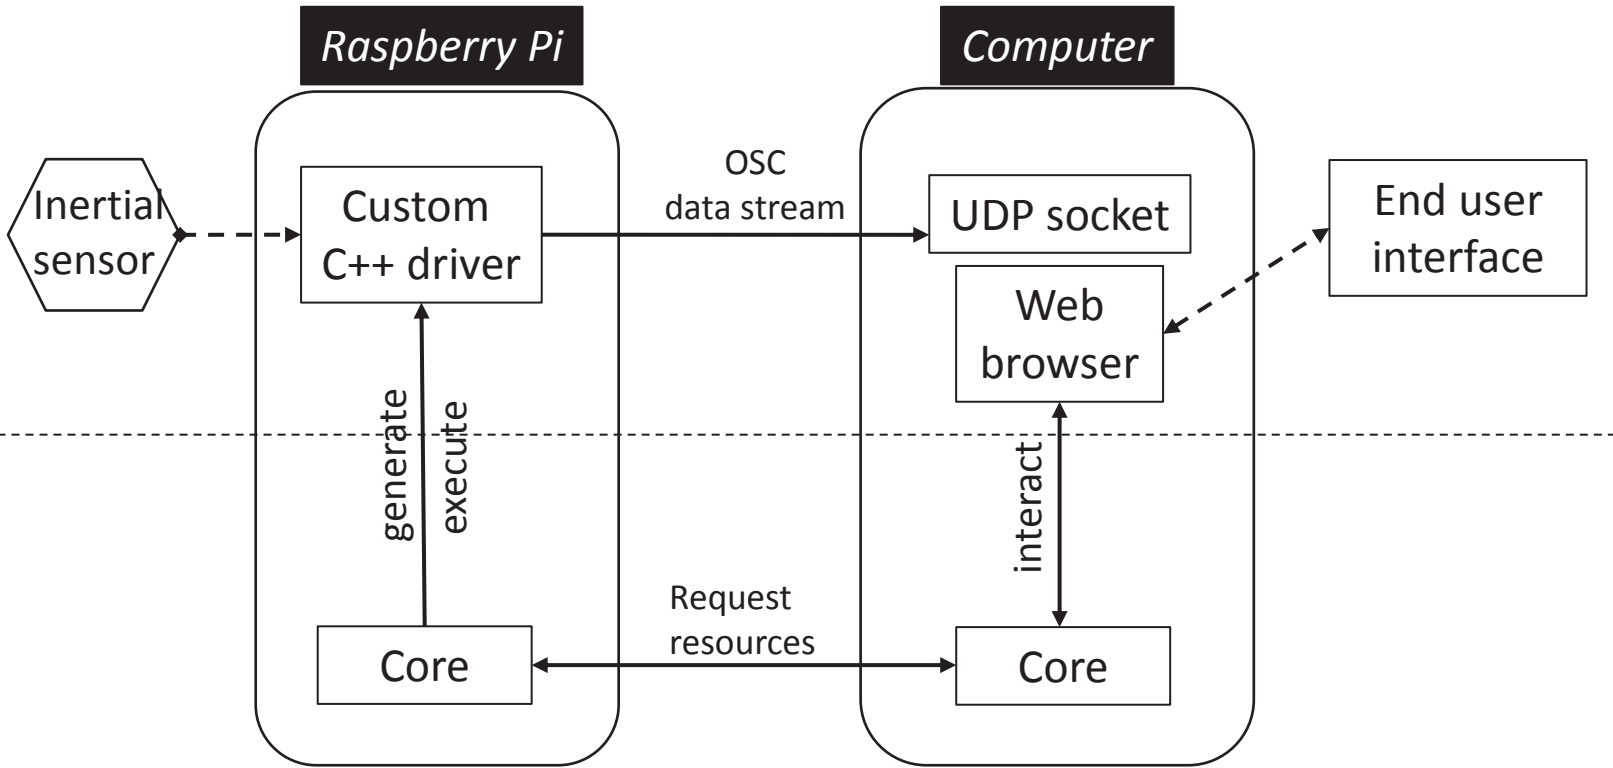 Raspberry Pi
Computer
Inertial
sensor
Custom
C++ driver
OSC
data stream
UDP socket
End user
interface
Web
browser
generate
execute
interact
Request
resources
Core
Core